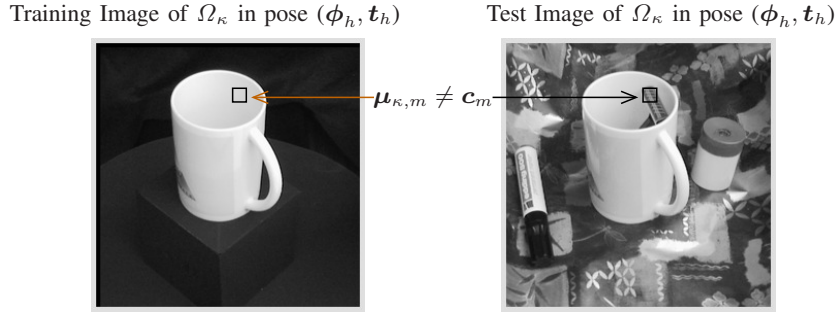 Training Image of Ωκ in pose (ϕh, th)
Test Image of Ωκ in pose (ϕh, th)
μκ,m ≠ cm